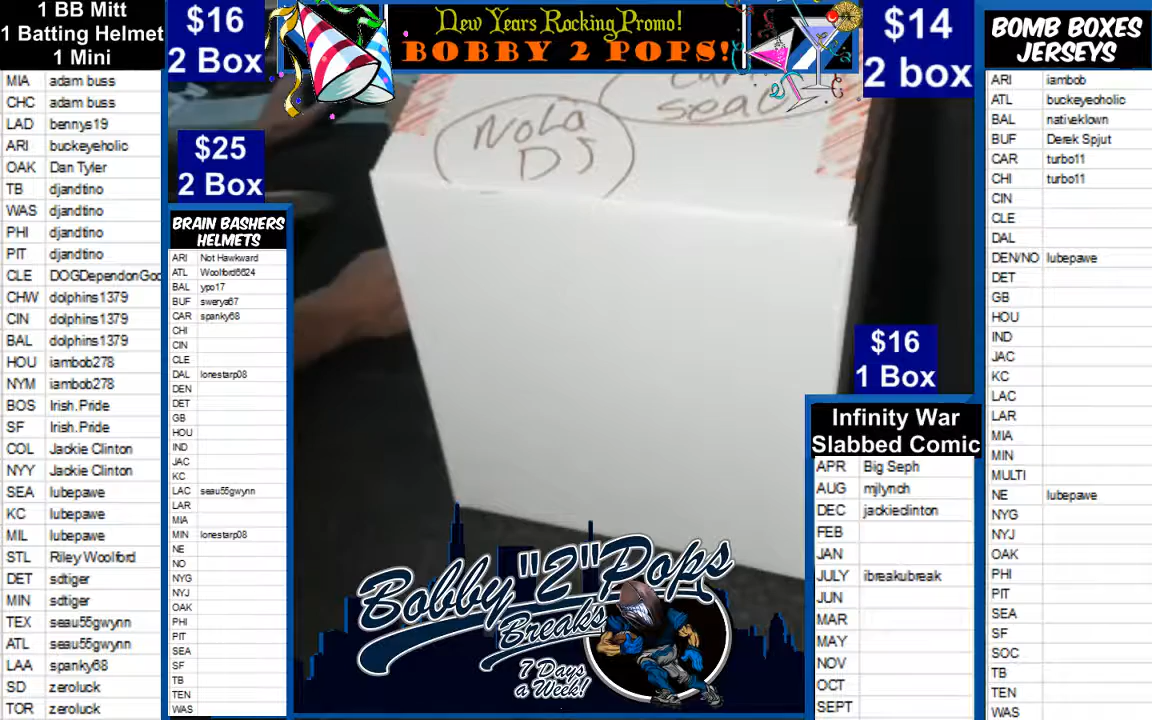 1 BB Mitt
1 Batting Helmet
1 Mini
MIA adam buss
CHC adam buss
LAD bennys19
ARI buckeyeholic
OAK Dan Tyler
TB djandtino
WAS djandtino
PHI djandtino
PIT djandtino
CLE DOGDependonGoo
CHW dolphins1379
CIN dolphins1379
BAL dolphins1379
HOU iambob278
NYM iambob278
BOS Irish.Pride
SF Irish.Pride
COL Jackie Clinton
NYY Jackie Clinton
SEA lubepawe
KC lubepawe
MIL lubepawe
STL Riley Woolford
DET sdtiger
MIN sdtiger
TEX seau55gwynn
ATL seau55gwynn
LAA spanky68
SD zeroluck
TOR zeroluck
$16
2 Box
$25
2 Box
BRAIN BASHERS
HELMETS
ARI Not Hawkward
ATL Woolford6624
BAL ypo17
BUF swerya67
CAR spanky68
CHI
CIN
CLE
DAL lonestarp08
DEN
DET
GB
HOU
IND
JAC
KC
LAC seau55gwynn
LAR
MIA
MIN lonestarp08
NE
NO
NYG
NYJ
OAK
PHI
PIT
SEA
SF
TB
TEN
WAS
New Years Rocking Promo!
BOBBY 2 POPS!
NOLA
DJ
sea
Bobby "2" Pops
Breaks
7 Days
a Week!
$14
2 box
$16
1 Box
Infinity War
Slabbed Comic
APR Big Seph
AUG mjlynch
DEC jackieclinton
FEB
JAN
JULY ibreakubreak
JUN
MAR
MAY
NOV
OCT
SEPT
BOMB BOXES
JERSEYS
ARI iambob
ATL buckeyeoholic
BAL nativeklown
BUF Derek Spjut
CAR turbo11
CHI turbo11
CIN
CLE
DAL
DEN/NO lubepawe
DET
GB
HOU
IND
JAC
KC
LAC
LAR
MIA
MIN
MULTI
NE lubepawe
NYG
NYJ
OAK
PHI
PIT
SEA
SF
SOC
TB
TEN
WAS